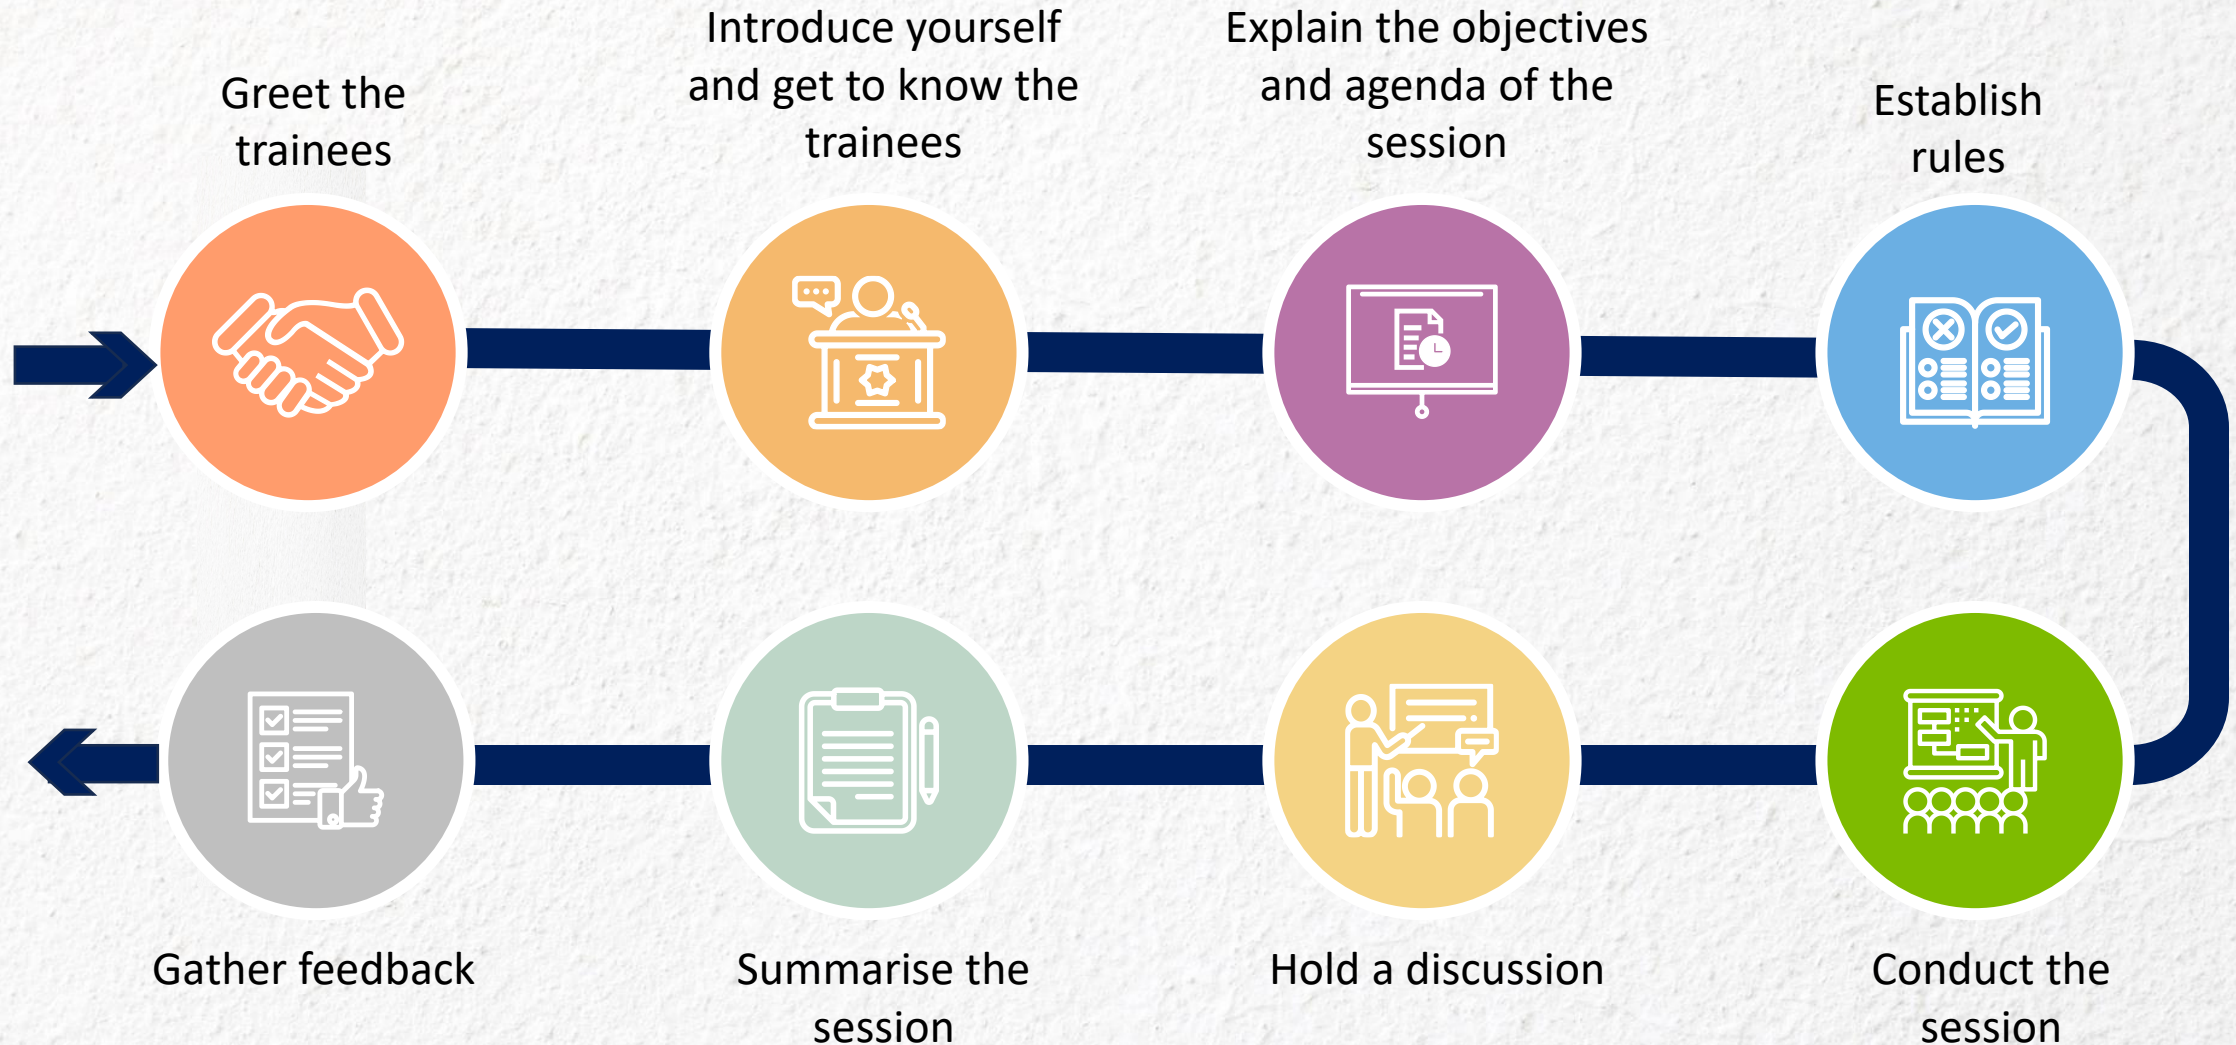 Greet the
trainees
Introduce yourself
and get to know the
trainees
Explain the objectives
and agenda of the
session
Establish
rules
Conduct the
session
Hold a discussion
Summarise the
session
Gather feedback